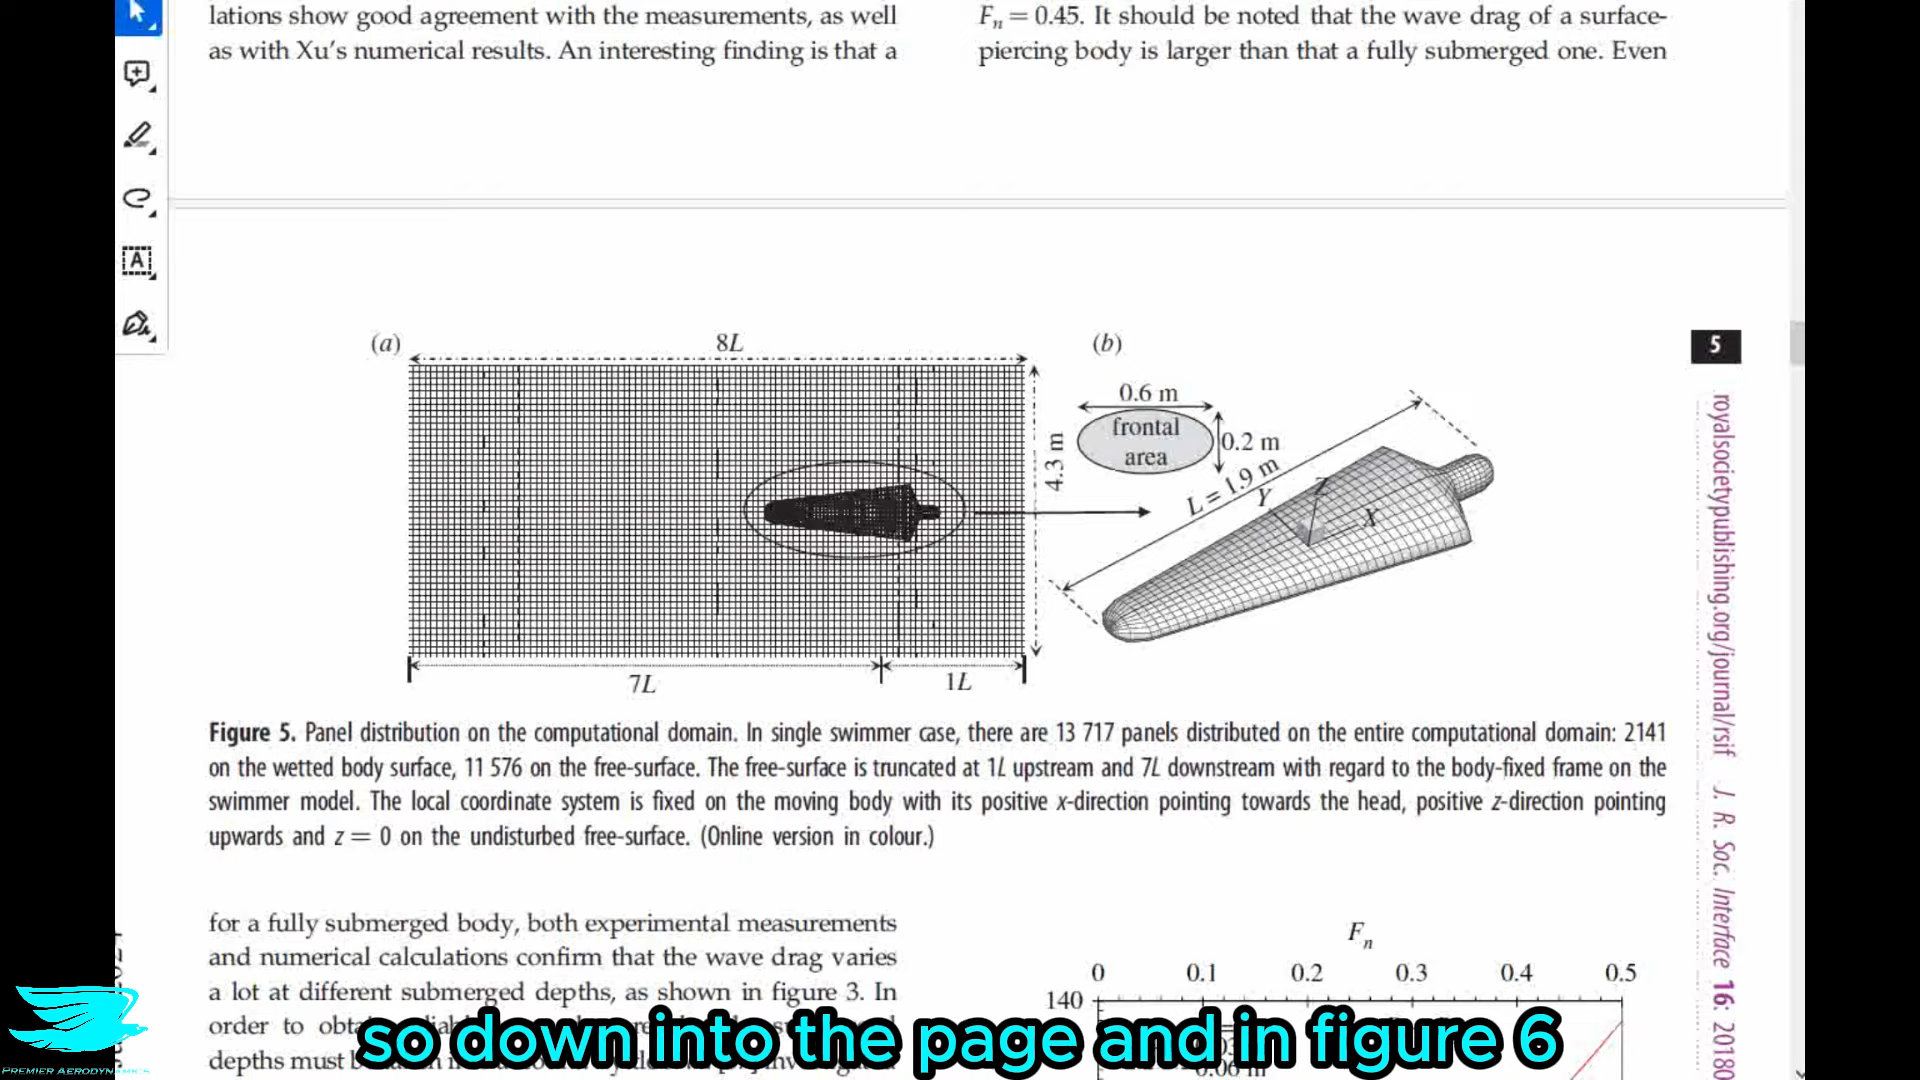 lations show good agreement with the measurements, as well
as with Xu's numerical results. An interesting finding is that a
Fn = 0.45. It should be noted that the wave drag of a surface-
piercing body is larger than that a fully submerged one. Even
(a)
8L
4.3 m
7L
1L
(b)
0.6 m
frontal
area
0.2 m
L = 1.9 m
Y
Z
X
5
royalsocietypublishing.org/journal/rsif J. R. Soc. Interface 16: 20180
Figure 5. Panel distribution on the computational domain. In single swimmer case, there are 13 717 panels distributed on the entire computational domain: 2141
on the wetted body surface, 11 576 on the free-surface. The free-surface is truncated at 1L upstream and 7L downstream with regard to the body-fixed frame on the
swimmer model. The local coordinate system is fixed on the moving body with its positive x-direction pointing towards the head, positive z-direction pointing
upwards and z = 0 on the undisturbed free-surface. (Online version in colour.)
for a fully submerged body, both experimental measurements
and numerical calculations confirm that the wave drag varies
a lot at different submerged depths, as shown in figure 3. In
order to
depths must
Fn
0 0.1 0.2 0.3 0.4 0.5
140
so down into the page and in figure 6
PREMIER AERODYNAMICS